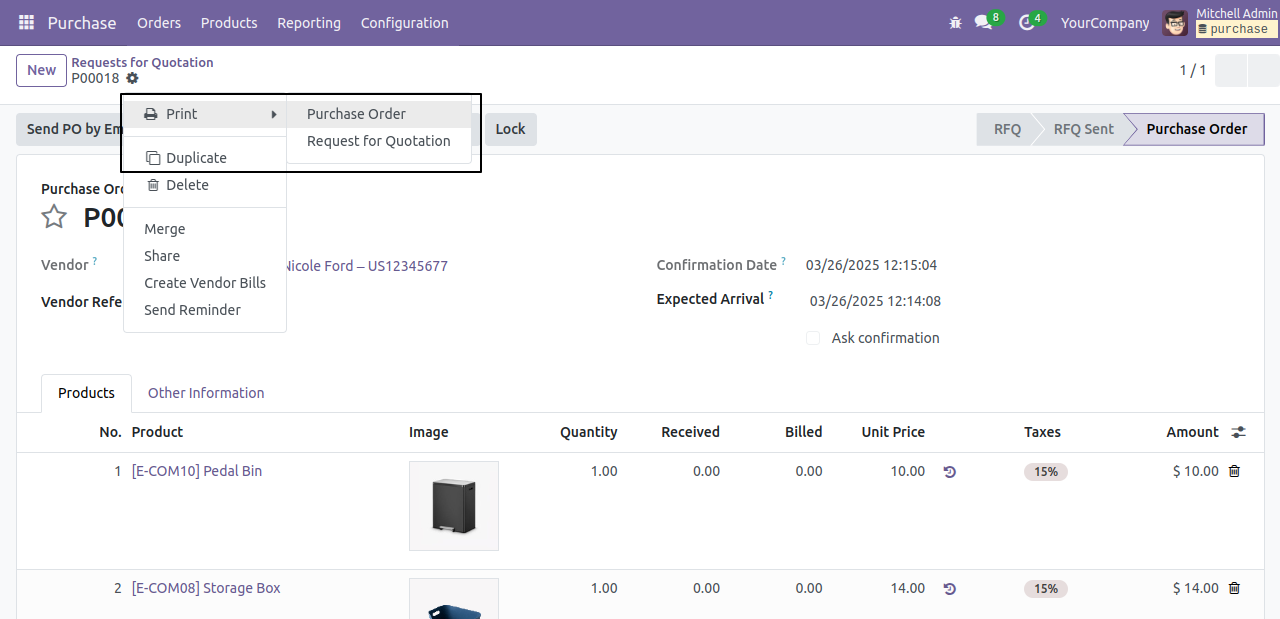 Purchase Orders Products Reporting Configuration 8 4 YourCompany Mitchell Admin
purchase
New Requests for Quotation
P00018 1 / 1
Send PO by Em Lock RFQ RFQ Sent Purchase Order
Print Purchase Order
Request for Quotation
Duplicate
Delete
Merge
Share
Create Vendor Bills
Send Reminder
Purchase Ord
P00
Vendor ? Nicole Ford – US12345677 Confirmation Date ? 03/26/2025 12:15:04
Vendor Refe Expected Arrival ? 03/26/2025 12:14:08
Ask confirmation
Products Other Information
No. Product Image Quantity Received Billed Unit Price Taxes Amount
1 [E-COM10] Pedal Bin 1.00 0.00 0.00 10.00 15% $ 10.00
2 [E-COM08] Storage Box 1.00 0.00 0.00 14.00 15% $ 14.00